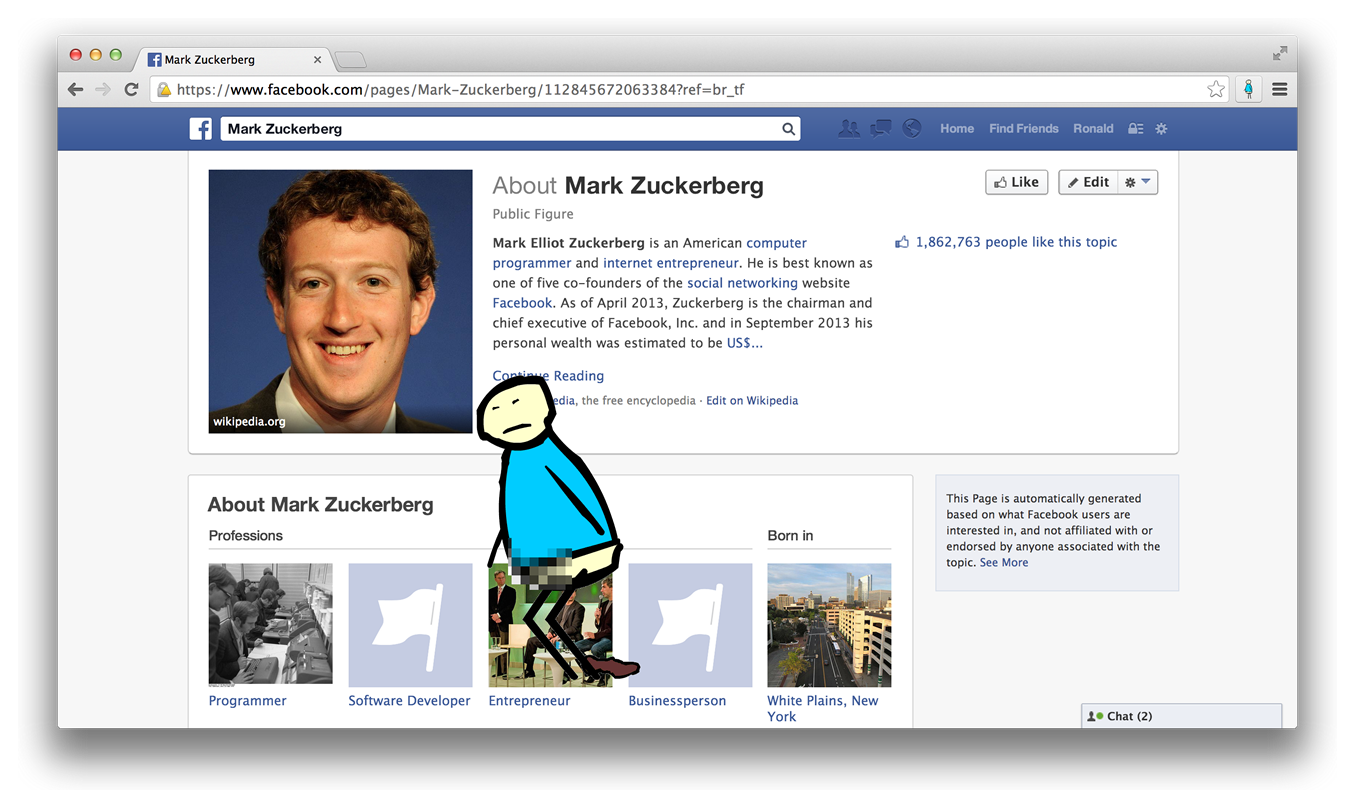 Mark Zuckerberg
https://www.facebook.com/pages/Mark-Zuckerberg/112845672063384?ref=br_tf
f Mark Zuckerberg Home Find Friends Ronald
About Mark Zuckerberg
Like Edit
Public Figure
Mark Elliot Zuckerberg is an American computer
programmer and internet entrepreneur. He is best known as
one of five co-founders of the social networking website
Facebook. As of April 2013, Zuckerberg is the chairman and
chief executive of Facebook, Inc. and in September 2013 his
personal wealth was estimated to be US$...
1,862,763 people like this topic
Continue Reading
edia, the free encyclopedia · Edit on Wikipedia
wikipedia.org
About Mark Zuckerberg
Professions
Born in
Programmer
Software Developer
Entrepreneur
Businessperson
White Plains, New
York
This Page is automatically generated
based on what Facebook users are
interested in, and not affiliated with or
endorsed by anyone associated with the
topic. See More
Chat (2)